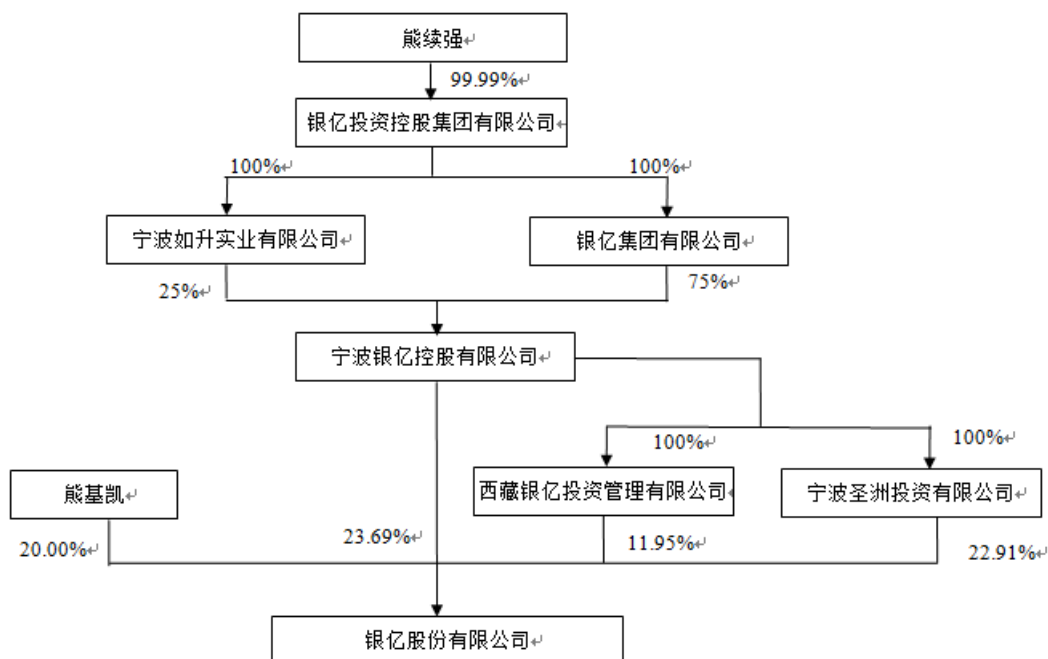 熊续强↵
99.99%↵
银亿投资控股集团有限公司↵
100%↵
100%↵
宁波如升实业有限公司↵
银亿集团有限公司↵
25%↵
75%↵
宁波银亿控股有限公司↵
100%↵
100%↵
熊基凯↵
西藏银亿投资管理有限公司↵
宁波圣洲投资有限公司↵
20.00%↵
23.69%↵
11.95%↵
22.91%↵
银亿股份有限公司↵